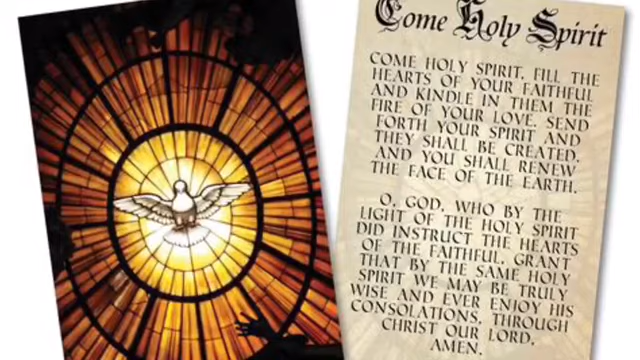 Come Holy Spirit
COME HOLY SPIRIT, FILL THE
HEARTS OF YOUR FAITHFUL
AND KINDLE IN THEM THE
FIRE OF YOUR LOVE. SEND
FORTH YOUR SPIRIT AND
THEY SHALL BE CREATED.
AND YOU SHALL RENEW
THE FACE OF THE EARTH.
O, GOD, WHO BY THE
LIGHT OF THE HOLY SPIRIT
DID INSTRUCT THE HEARTS
OF THE FAITHFUL, GRANT
THAT BY THE SAME HOLY
SPIRIT WE MAY BE TRULY
WISE AND EVER ENJOY HIS
CONSOLATIONS, THROUGH
CHRIST OUR LORD,
AMEN.